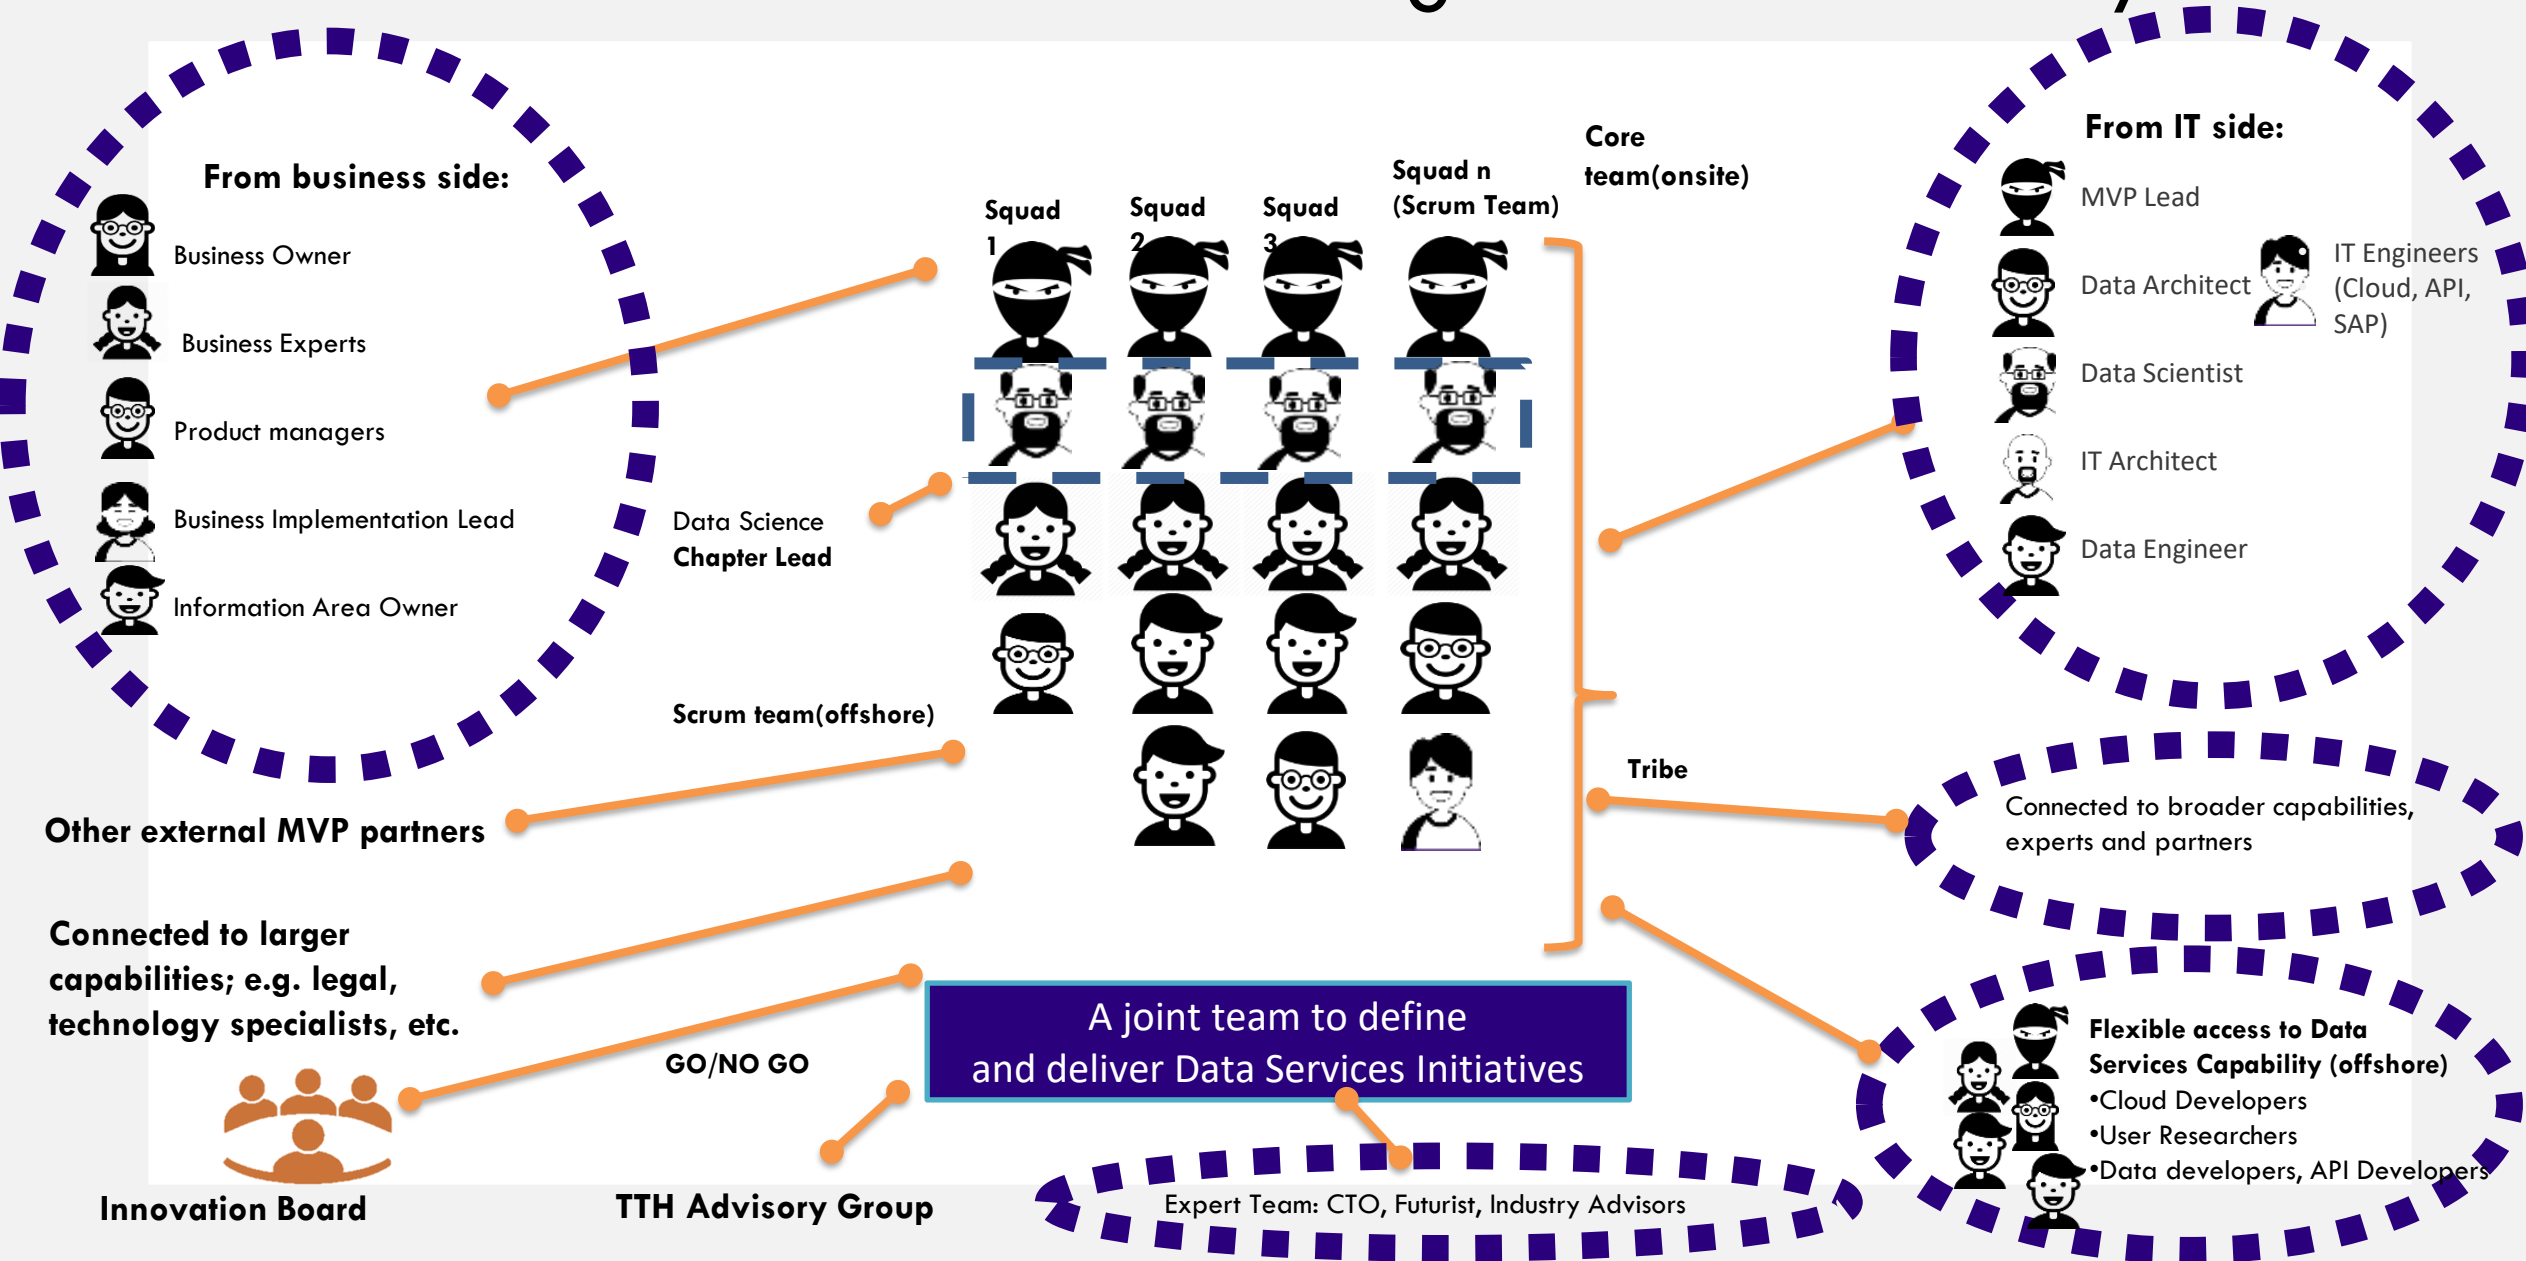 From business side:
Business Owner
Business Experts
Product managers
Business Implementation Lead
Information Area Owner
Squad
1
Squad
2
Squad
3
Squad n
(Scrum Team)
Core
team(onsite)
From IT side:
MVP Lead
Data Architect
IT Engineers
(Cloud, API,
SAP)
Data Scientist
IT Architect
Data Engineer
Data Science
Chapter Lead
Scrum team(offshore)
Tribe
Other external MVP partners
Connected to broader capabilities,
experts and partners
Connected to larger
capabilities; e.g. legal,
technology specialists, etc.
A joint team to define
and deliver Data Services Initiatives
GO/NO GO
Flexible access to Data
Services Capability (offshore)
•Cloud Developers
•User Researchers
•Data developers, API Developers
Innovation Board
TTH Advisory Group
Expert Team: CTO, Futurist, Industry Advisors